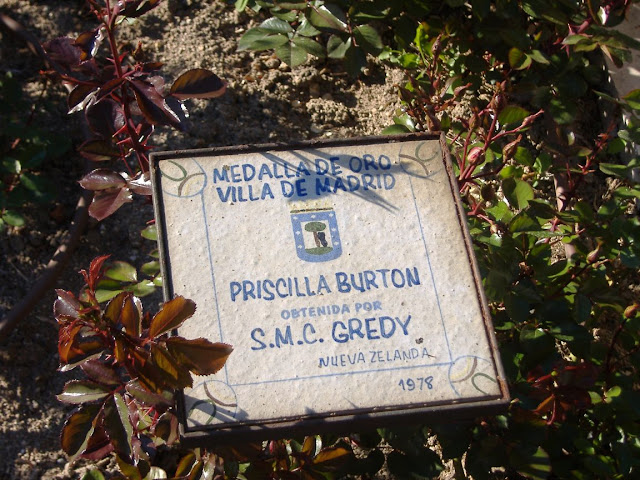 MEDALLA DE ORO
VILLA DE MADRID
PRISCILLA BURTON
OBTENIDA POR
S.M.C. GREDY
NUEVA ZELANDA
1978